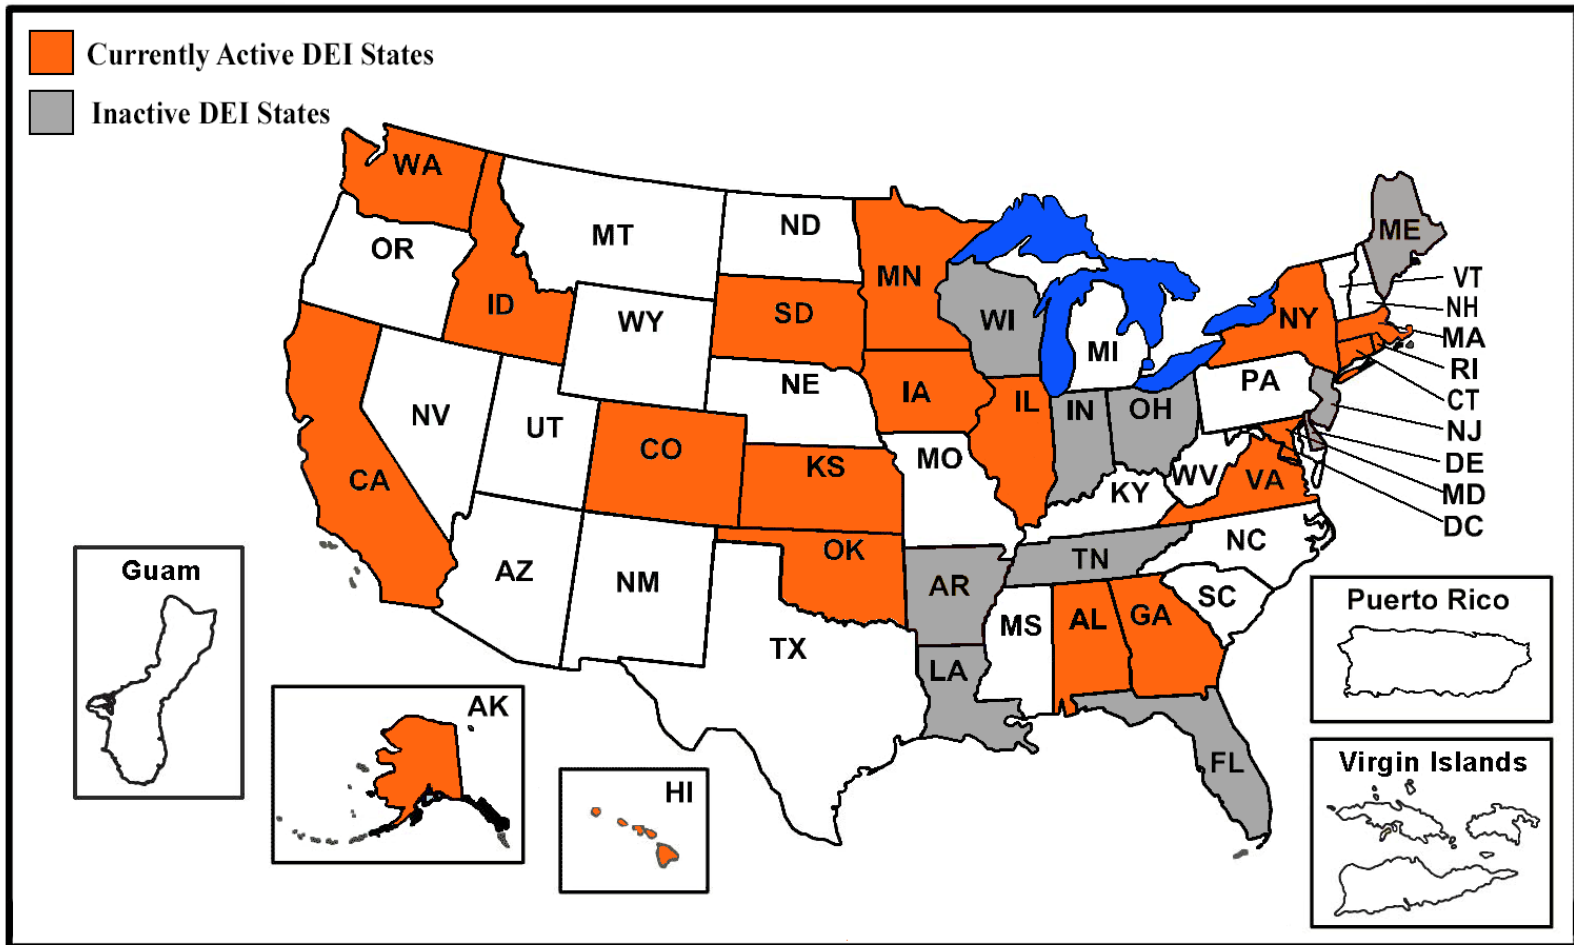 Currently Active DEI States
Inactive DEI States
WA
OR
MT
ND
MN
ID
SD
WY
WI
MI
NY
ME
VT
NH
MA
RI
CT
NJ
DE
MD
DC
NE
IA
IL
IN
OH
PA
NV
UT
CO
KS
MO
KY
WV
VA
CA
AZ
NM
OK
AR
TN
NC
SC
TX
LA
MS
AL
GA
FL
Guam
AK
HI
Puerto Rico
Virgin Islands